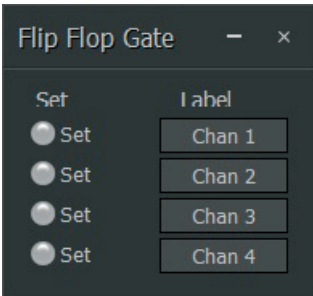 Flip Flop Gate
Set Label
Set Chan 1
Set Chan 2
Set Chan 3
Set Chan 4